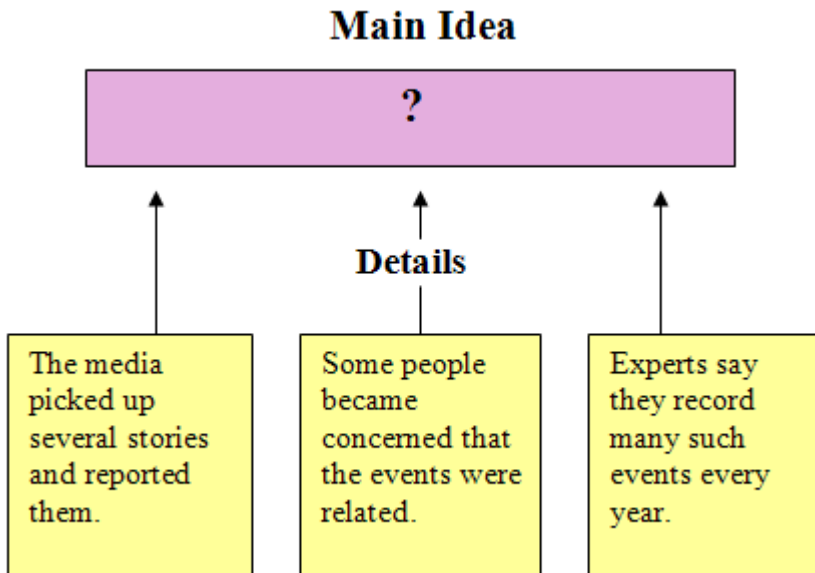 Main Idea
?
Details
The media
picked up
several stories
and reported
them.
Some people
became
concerned that
the events were
related.
Experts say
they record
many such
events every
year.